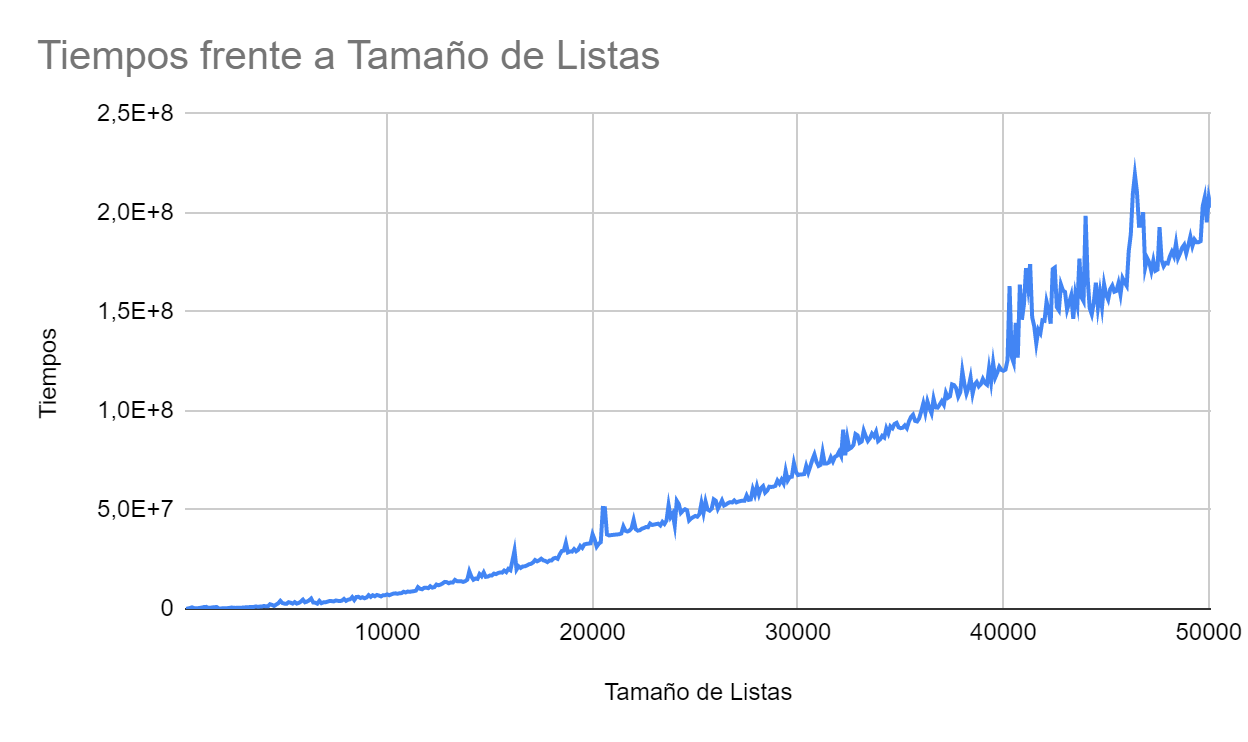 Tiempos frente a Tamaño de Listas
2,5E+8
2,0E+8
1,5E+8
1,0E+8
5,0E+7
0
Tiempos
10000 20000 30000 40000 50000
Tamaño de Listas